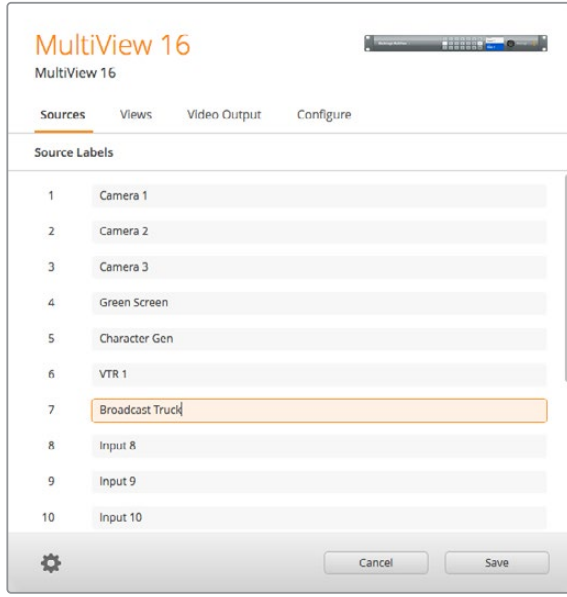 MultiView 16
MultiView 16
Sources Views Video Output Configure
Source Labels
1 Camera 1
2 Camera 2
3 Camera 3
4 Green Screen
5 Character Gen
6 VTR 1
7 Broadcast Truck
8 Input 8
9 Input 9
10 Input 10
Cancel Save